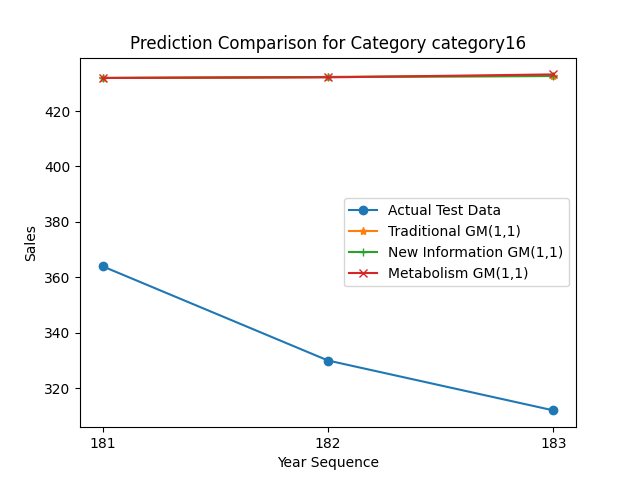 Prediction Comparison for Category category16
Sales
420
400
380
360
340
320
Actual Test Data
Traditional GM(1,1)
New Information GM(1,1)
Metabolism GM(1,1)
181
182
183
Year Sequence